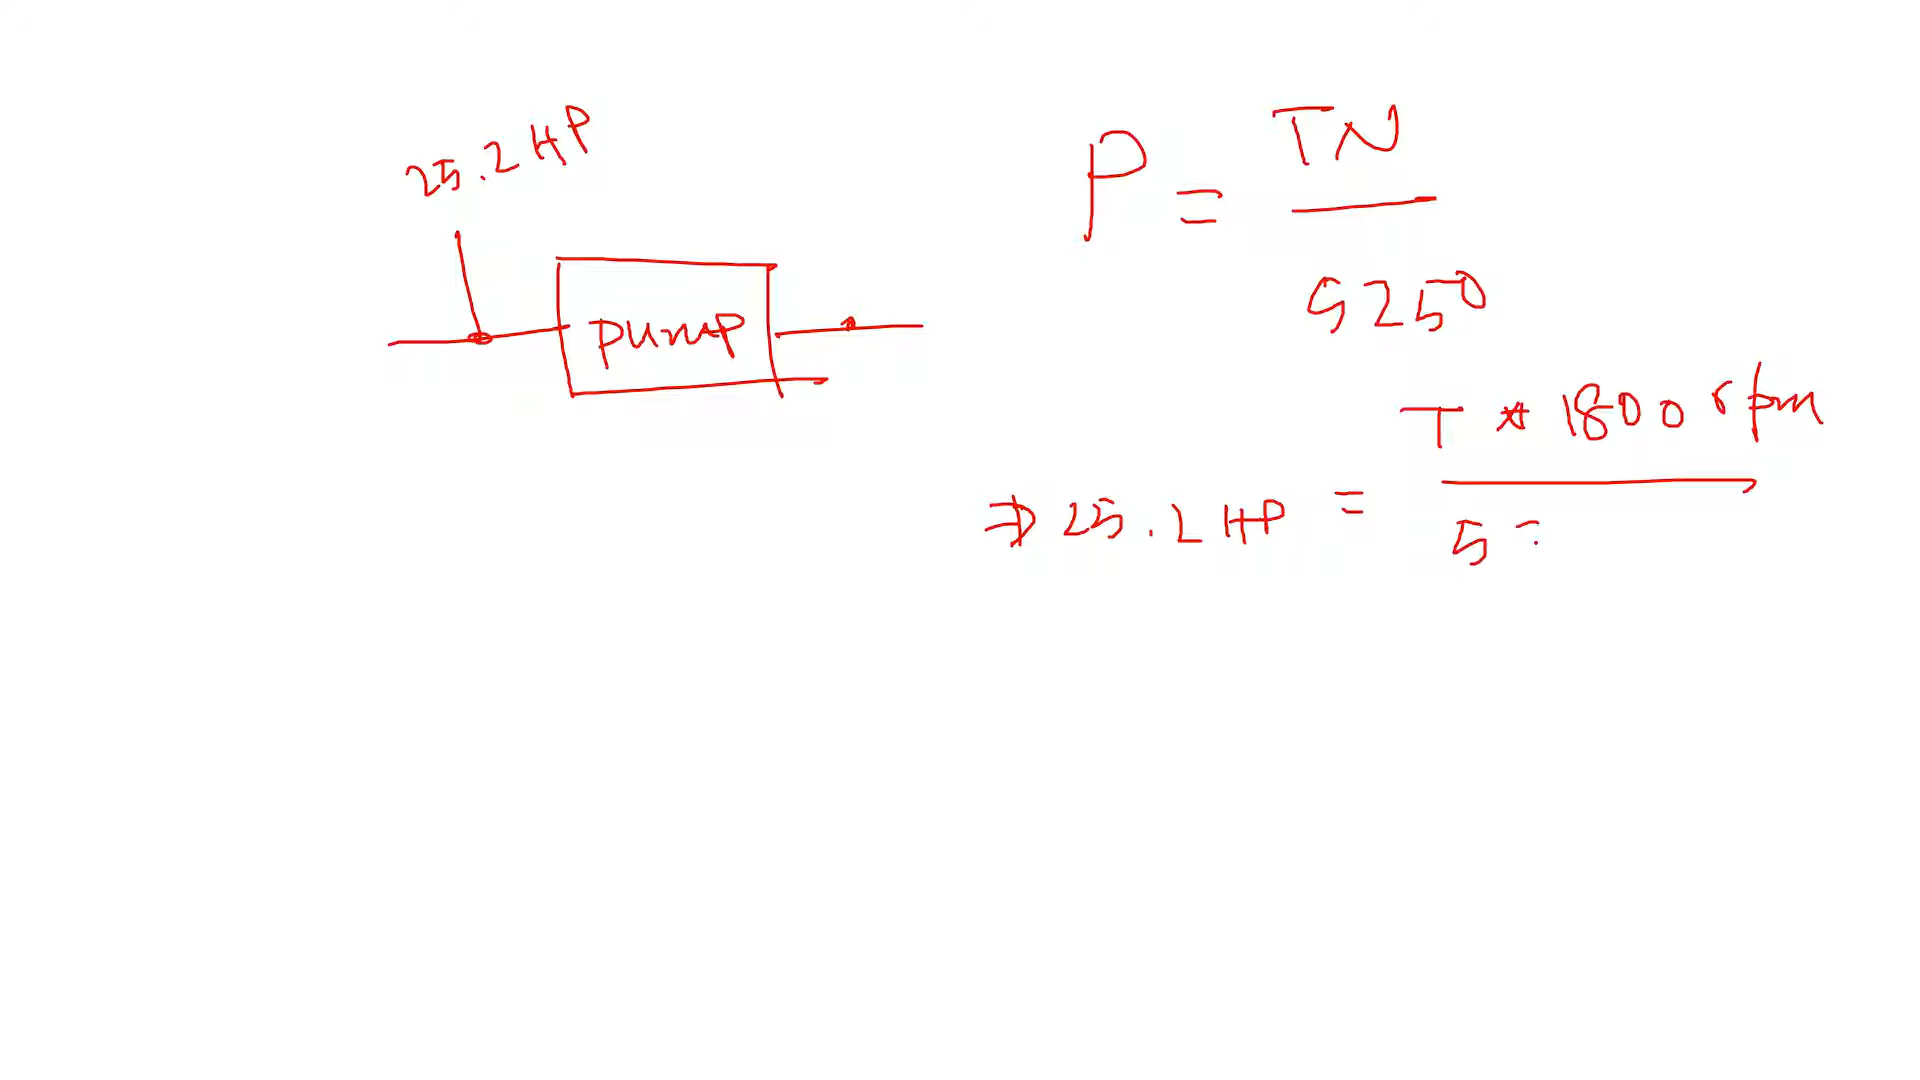 25.2 HP
pump
P = TN
5250
T * 1800 rpm
⇒ 25.2 HP =
5